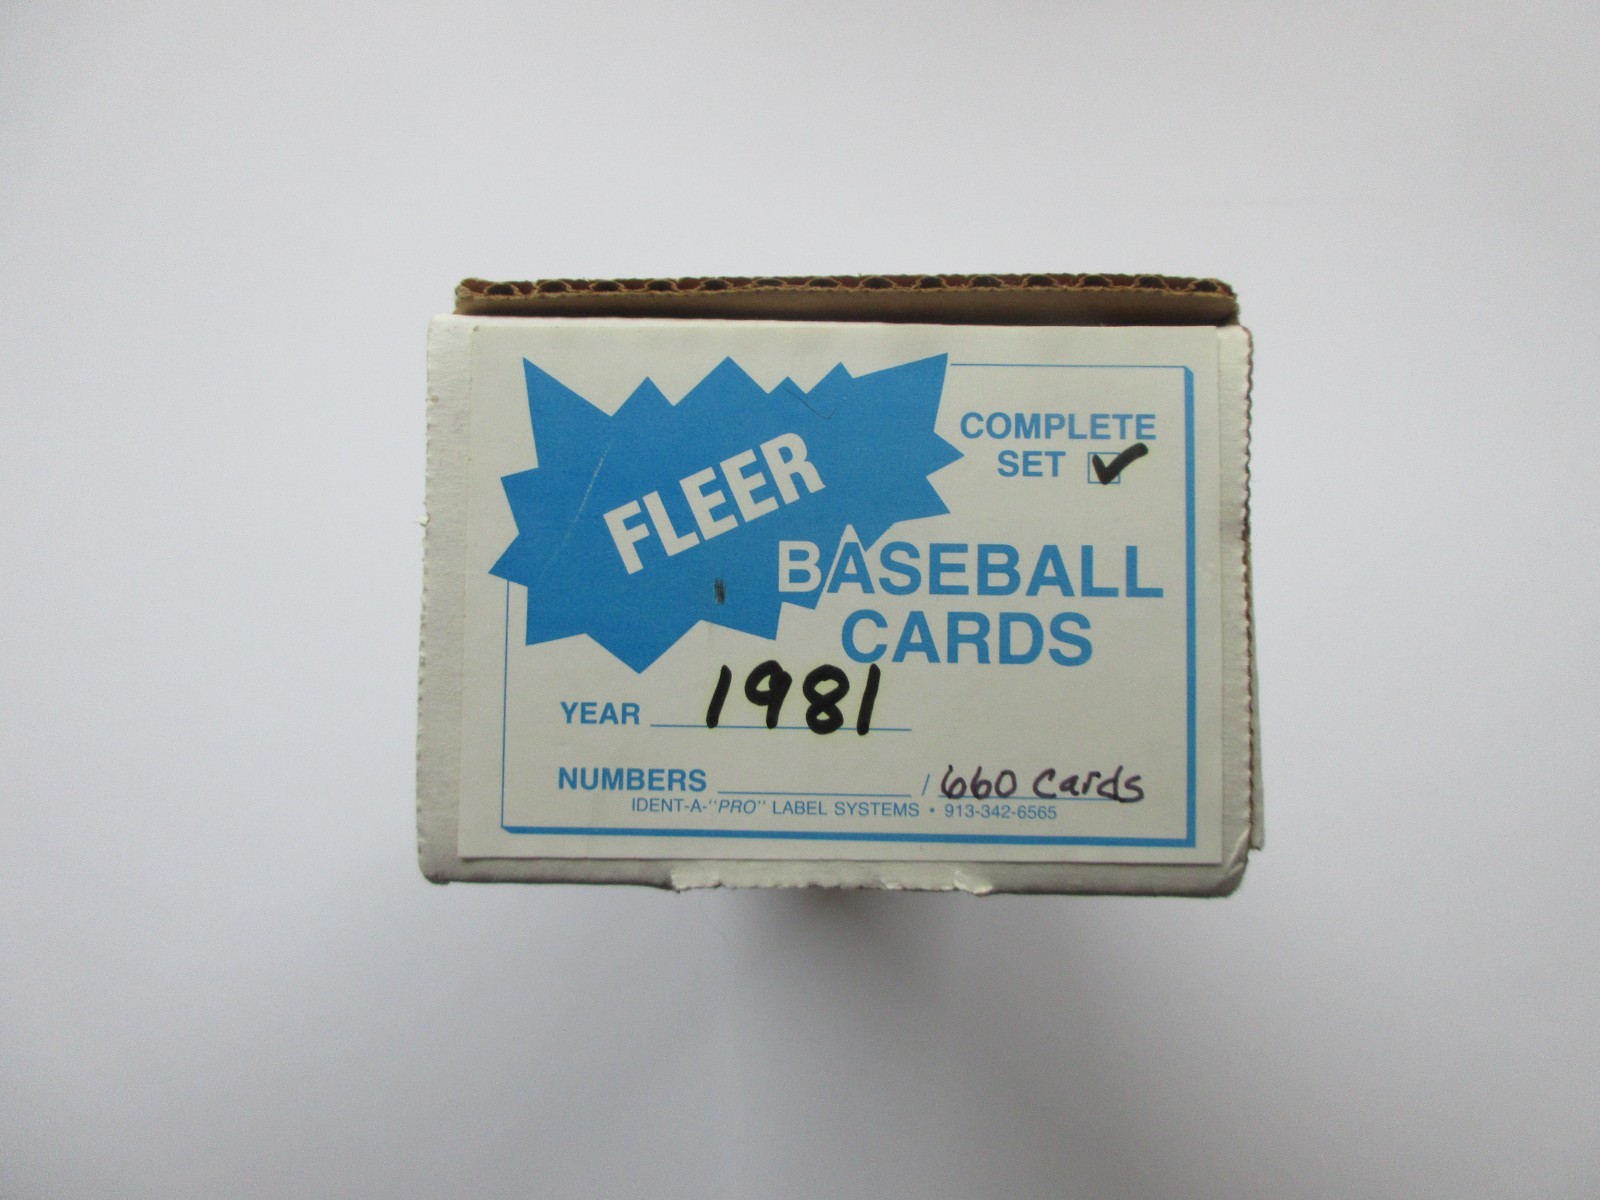 FLEER
COMPLETE
SET ✓
BASEBALL
CARDS
YEAR 1981
NUMBERS / 660 Cards
IDENT-A-"PRO" LABEL SYSTEMS • 913-342-6565